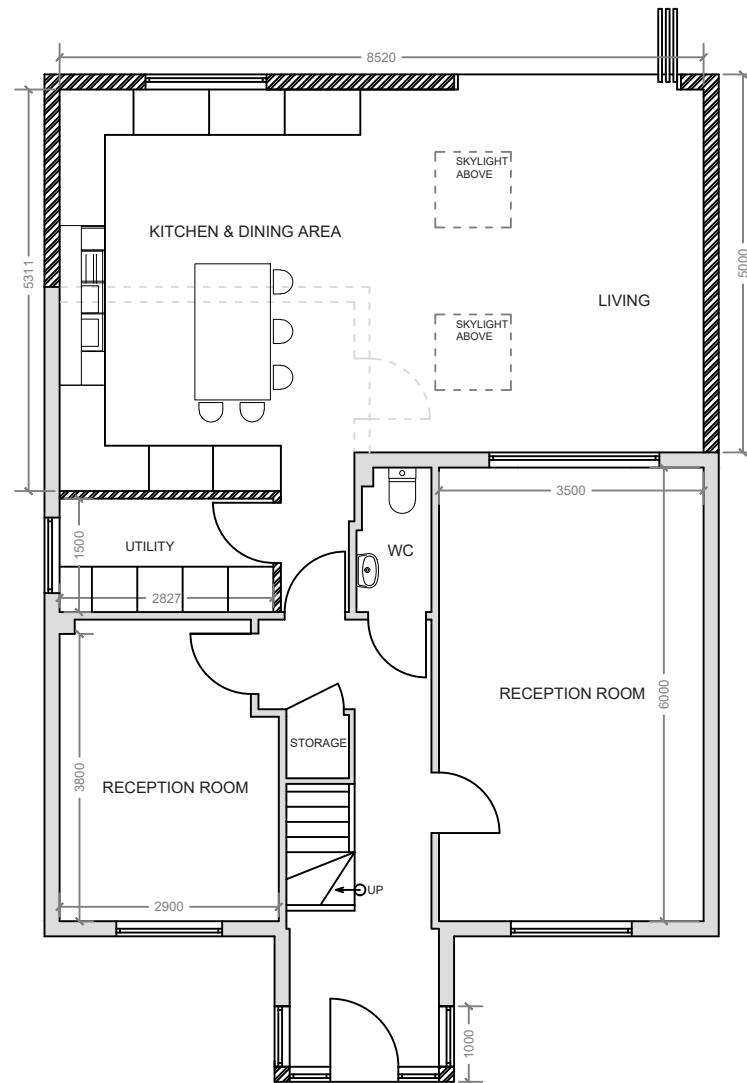 8520
SKYLIGHT
ABOVE
KITCHEN & DINING AREA
5311
5000
LIVING
SKYLIGHT
ABOVE
3500
1500
UTILITY
WC
2827
RECEPTION ROOM
6000
STORAGE
3800
RECEPTION ROOM
UP
2900
1000